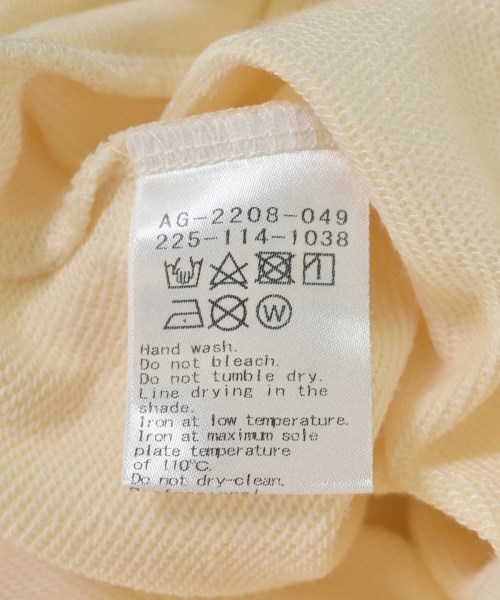 AG-2208-049
225-114-1038
W
Hand wash.
Do not bleach.
Do not tumble dry.
Line drying in the
shade.
Iron at low temperature.
Iron at maximum sole
plate temperature
of 110℃.
Do not dry-clean.